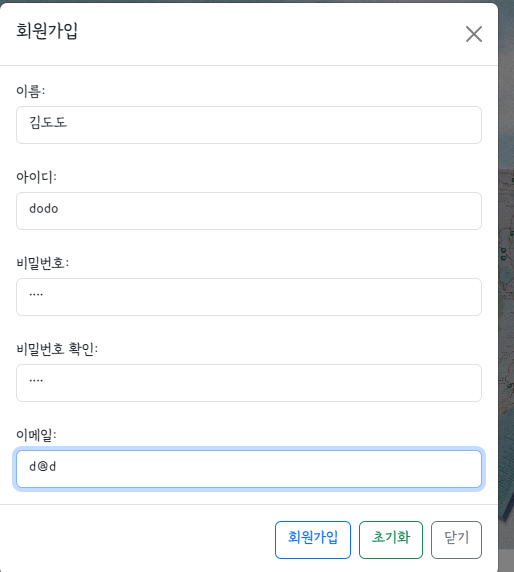 회원가입
이름:
김도도
아이디:
dodo
비밀번호:
····
비밀번호 확인:
····
이메일:
d@d
회원가입 초기화 닫기